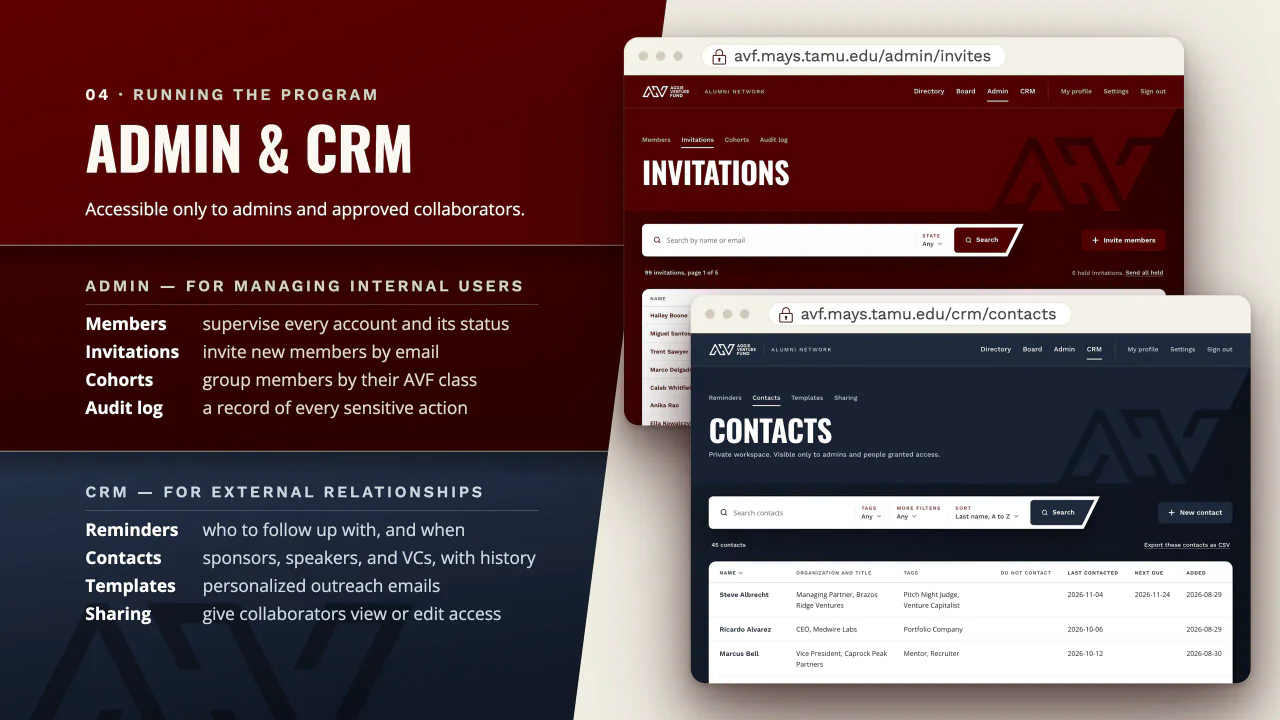 04 · RUNNING THE PROGRAM
ADMIN & CRM
Accessible only to admins and approved collaborators.
ADMIN — FOR MANAGING INTERNAL USERS
Members supervise every account and its status
Invitations invite new members by email
Cohorts group members by their AVF class
Audit log a record of every sensitive action
CRM — FOR EXTERNAL RELATIONSHIPS
Reminders who to follow up with, and when
Contacts sponsors, speakers, and VCs, with history
Templates personalized outreach emails
Sharing give collaborators view or edit access
avf.mays.tamu.edu/admin/invites
AGGIE VENTURE FUND ALUMNI NETWORK Directory Board Admin CRM My profile Settings Sign out
Members Invitations Cohorts Audit log
INVITATIONS
Search by name or email STATE Any Search + Invite members
99 invitations, page 1 of 5 6 held invitations. Send all held
NAME
Hailey Boone
Miguel Santos
Trent Sawyer
Marco Delgado
Caleb Whitfiel
Anika Rao
Ella Kowalczy
avf.mays.tamu.edu/crm/contacts
AGGIE VENTURE FUND ALUMNI NETWORK Directory Board Admin CRM My profile Settings Sign out
Reminders Contacts Templates Sharing
CONTACTS
Private workspace. Visible only to admins and people granted access.
Search contacts TAGS Any MORE FILTERS Any SORT Last name, A to Z Search + New contact
45 contacts Export these contacts as CSV
NAME ORGANIZATION AND TITLE TAGS DO NOT CONTACT LAST CONTACTED NEXT DUE ADDED
Steve Albrecht Managing Partner, Brazos Pitch Night Judge, 2026-11-04 2026-11-24 2026-08-29
Ridge Ventures Venture Capitalist
Ricardo Alvarez CEO, Medwire Labs Portfolio Company 2026-10-06 2026-08-29
Marcus Bell Vice President, Caprock Peak Mentor, Recruiter 2026-10-12 2026-08-30
Partners